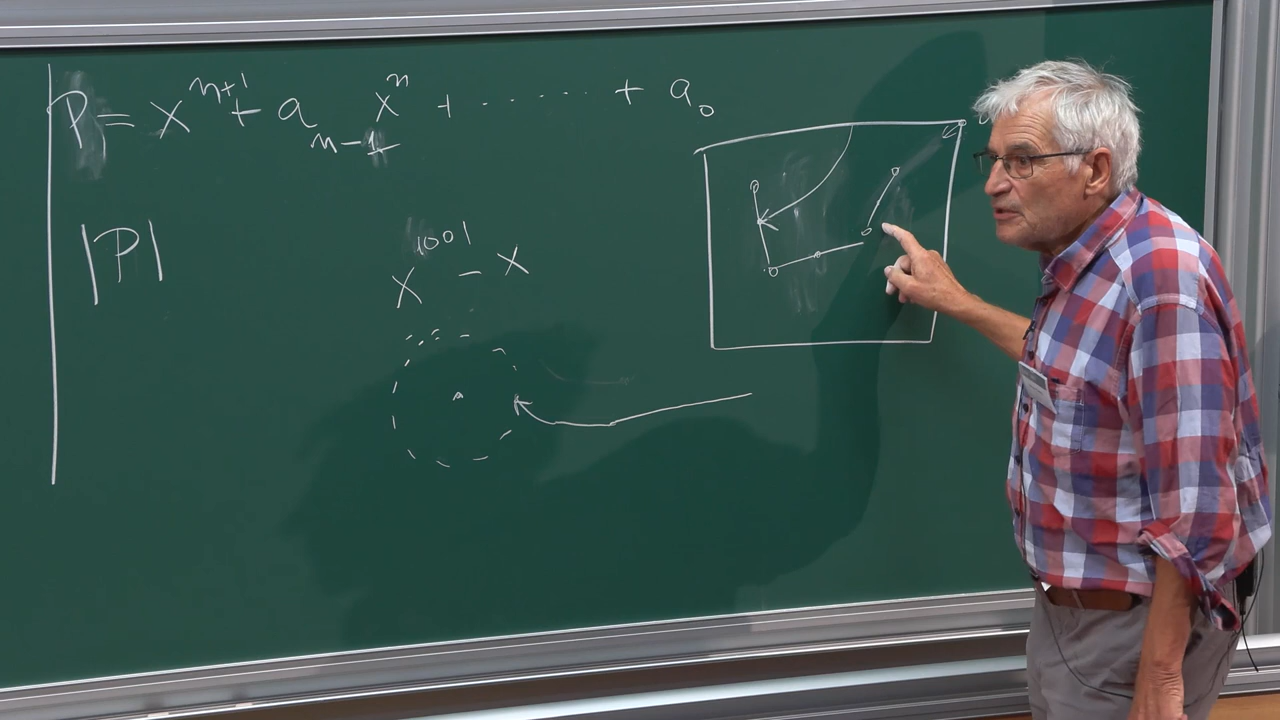 P = x^{n+1} + a_{n-1} x^n + ...... + a_0
|P|
x^{1001} - x